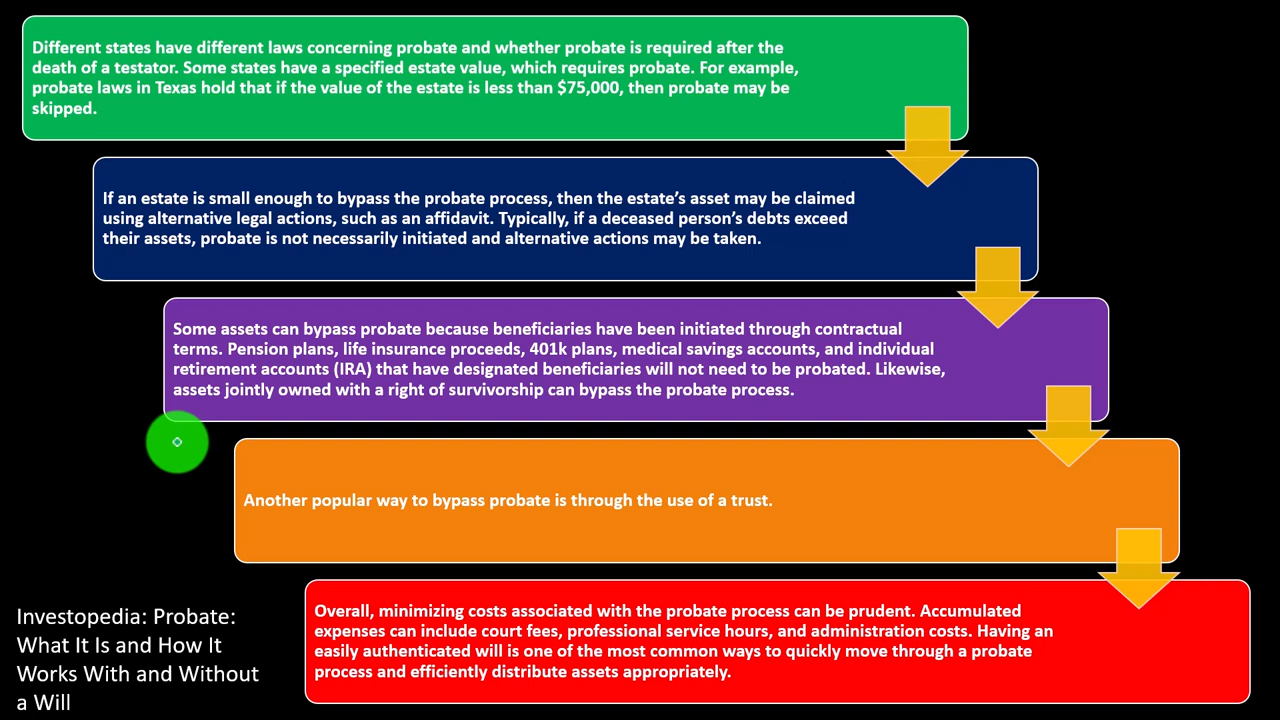 Different states have different laws concerning probate and whether probate is required after the
death of a testator. Some states have a specified estate value, which requires probate. For example,
probate laws in Texas hold that if the value of the estate is less than $75,000, then probate may be
skipped.
If an estate is small enough to bypass the probate process, then the estate’s asset may be claimed
using alternative legal actions, such as an affidavit. Typically, if a deceased person’s debts exceed
their assets, probate is not necessarily initiated and alternative actions may be taken.
Some assets can bypass probate because beneficiaries have been initiated through contractual
terms. Pension plans, life insurance proceeds, 401k plans, medical savings accounts, and individual
retirement accounts (IRA) that have designated beneficiaries will not need to be probated. Likewise,
assets jointly owned with a right of survivorship can bypass the probate process.
Another popular way to bypass probate is through the use of a trust.
Overall, minimizing costs associated with the probate process can be prudent. Accumulated
expenses can include court fees, professional service hours, and administration costs. Having an
easily authenticated will is one of the most common ways to quickly move through a probate
process and efficiently distribute assets appropriately.
Investopedia: Probate:
What It Is and How It
Works With and Without
a Will